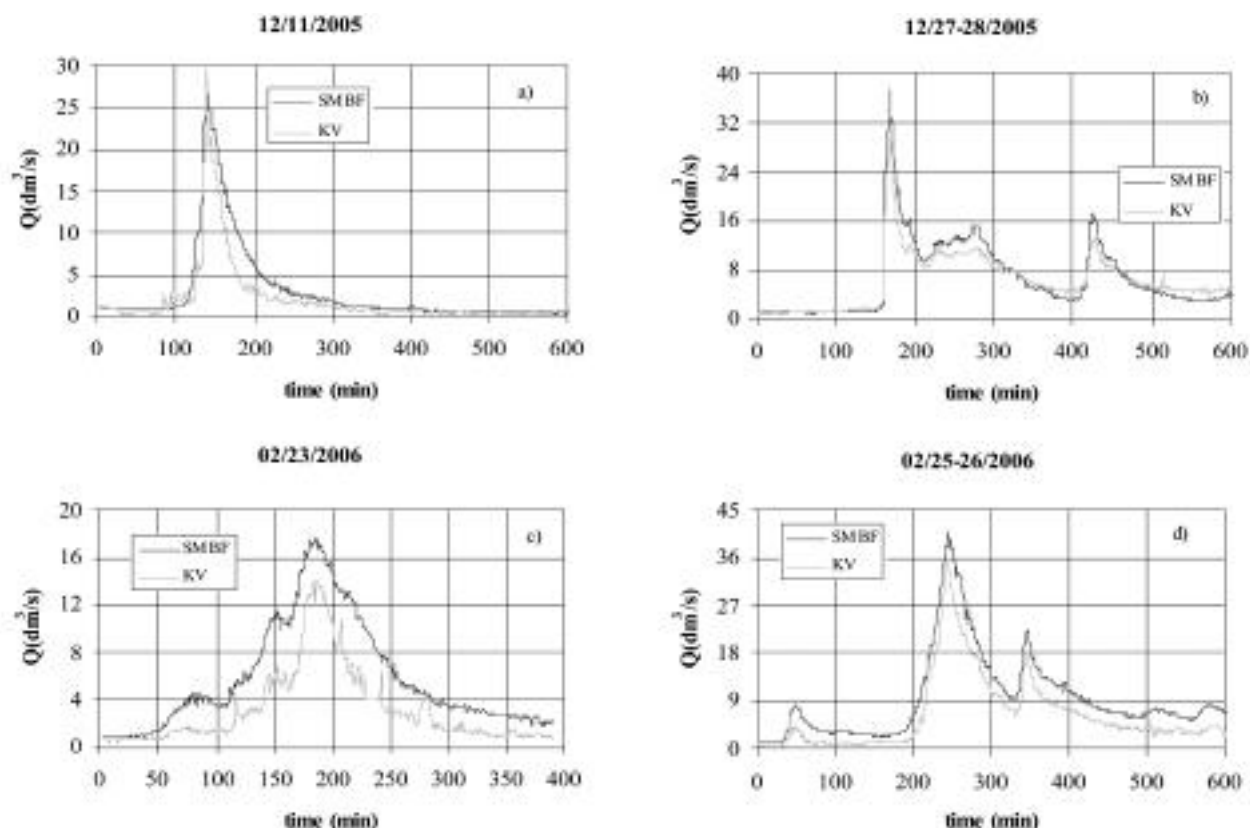 12/11/2005
30
25
20
15
10
5
0
Q(dm³/s)
SMBF
KV
a)
0 100 200 300 400 500 600
time (min)
12/27-28/2005
40
32
24
16
8
0
Q(dm³/s)
b)
SMBF
KV
0 100 200 300 400 500 600
time (min)
02/23/2006
20
16
12
8
4
0
Q(dm³/s)
SMBF
KV
c)
0 50 100 150 200 250 300 350 400
time (min)
02/25-26/2006
45
36
27
18
9
0
Q(dm³/s)
SMBF
KV
d)
0 100 200 300 400 500 600
time (min)